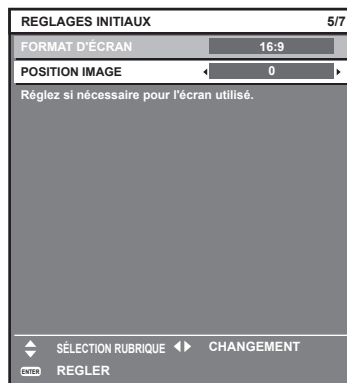 REGLAGES INITIAUX 5/7
FORMAT D'ÉCRAN 16:9
POSITION IMAGE 0
Réglez si nécessaire pour l'écran utilisé.
SÉLECTION RUBRIQUE CHANGEMENT
ENTER REGLER